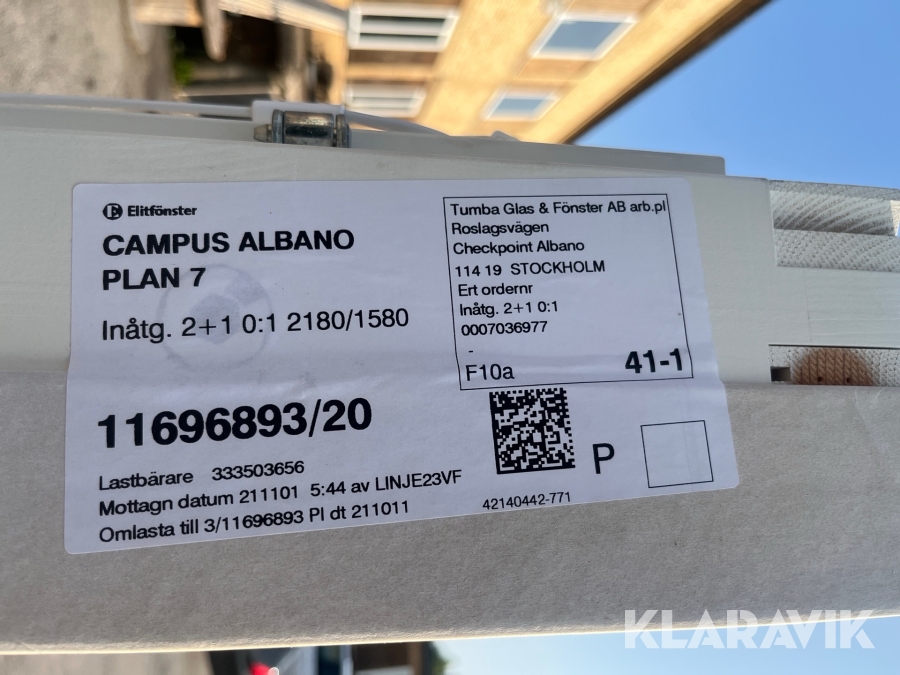 Elitfönster
CAMPUS ALBANO
PLAN 7
Inåtg. 2+1 0:1 2180/1580
11696893/20
Lastbärare 333503656
Mottagn datum 211101 5:44 av LINJE23VF
Omlasta till 3/11696893 Pl dt 211011
Tumba Glas & Fönster AB arb.pl
Roslagsvägen
Checkpoint Albano
114 19 STOCKHOLM
Ert ordernr
Inåtg. 2+1 0:1
0007036977
-
F10a 41-1
P
42140442-771
KLARAVIK